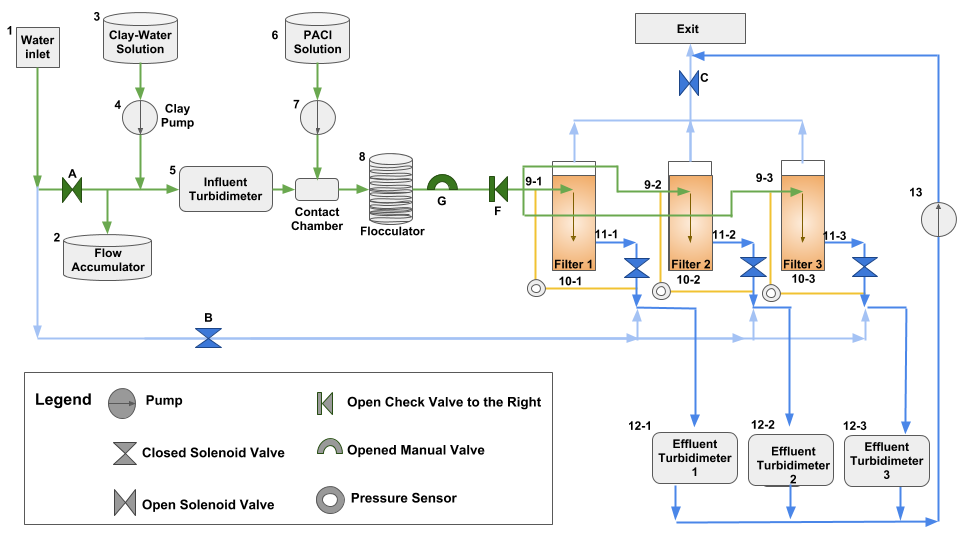 1
Water
inlet
3
Clay-Water
Solution
6
PACl
Solution
Exit
4
Clay
Pump
7
C
A
5
Influent
Turbidimeter
Contact
Chamber
8
Flocculator
G
F
9-1
9-2
9-3
13
2
Flow
Accumulator
11-1
11-2
11-3
Filter 1
Filter 2
Filter 3
10-1
10-2
10-3
B
Legend
Pump
Closed Solenoid Valve
Open Solenoid Valve
Open Check Valve to the Right
Opened Manual Valve
Pressure Sensor
12-1
Effluent
Turbidimeter
1
12-2
Effluent
Turbidimeter
2
12-3
Effluent
Turbidimeter
3